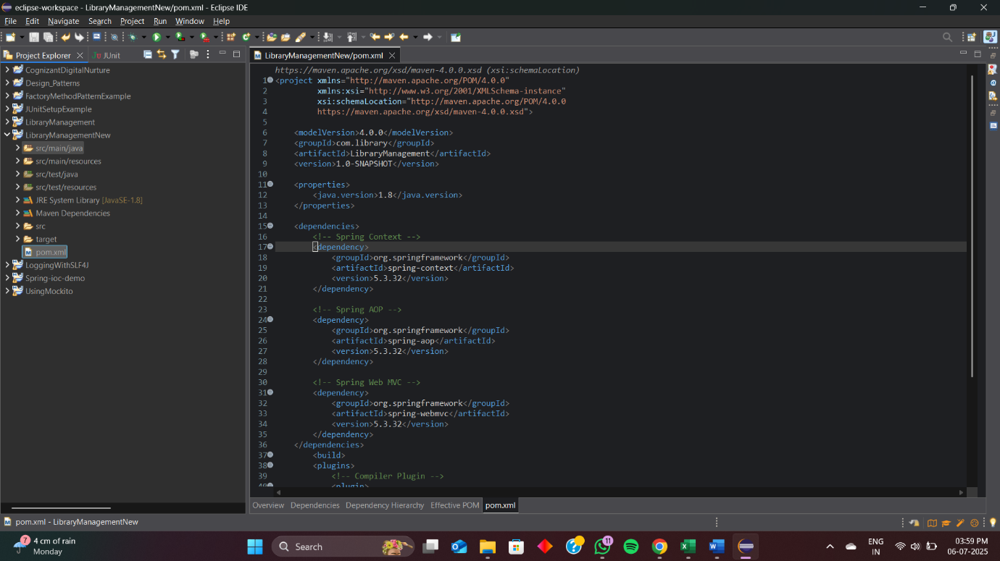 eclipse-workspace - LibraryManagementNew/pom.xml - Eclipse IDE
File Edit Navigate Search Project Run Window Help
Project Explorer
JUnit
CognizantDigitalNurture
Design_Patterns
FactoryMethodPatternExample
JUnitSetupExample
LibraryManagement
LibraryManagementNew
src/main/java
src/main/resources
src/test/java
src/test/resources
JRE System Library [JavaSE-1.8]
Maven Dependencies
src
target
pom.xml
LoggingWithSLF4J
Spring-ioc-demo
UsingMockito
LibraryManagementNew/pom.xml
https://maven.apache.org/xsd/maven-4.0.0.xsd (xsi:schemaLocation)
1 <project xmlns="http://maven.apache.org/POM/4.0.0"
2 xmlns:xsi="http://www.w3.org/2001/XMLSchema-instance"
3 xsi:schemaLocation="http://maven.apache.org/POM/4.0.0
4 https://maven.apache.org/xsd/maven-4.0.0.xsd">
5
6 <modelVersion>4.0.0</modelVersion>
7 <groupId>com.library</groupId>
8 <artifactId>LibraryManagement</artifactId>
9 <version>1.0-SNAPSHOT</version>
10
11 <properties>
12 <java.version>1.8</java.version>
13 </properties>
14
15 <dependencies>
16 <!-- Spring Context -->
17 <dependency>
18 <groupId>org.springframework</groupId>
19 <artifactId>spring-context</artifactId>
20 <version>5.3.32</version>
21 </dependency>
22
23 <!-- Spring AOP -->
24 <dependency>
25 <groupId>org.springframework</groupId>
26 <artifactId>spring-aop</artifactId>
27 <version>5.3.32</version>
28 </dependency>
29
30 <!-- Spring Web MVC -->
31 <dependency>
32 <groupId>org.springframework</groupId>
33 <artifactId>spring-webmvc</artifactId>
34 <version>5.3.32</version>
35 </dependency>
36 </dependencies>
37 <build>
38 <plugins>
39 <!-- Compiler Plugin -->
40 <plugin>
Overview Dependencies Dependency Hierarchy Effective POM pom.xml
pom.xml - LibraryManagementNew
7
4 cm of rain
Monday
Search
11
ENG
IN
03:59 PM
06-07-2025